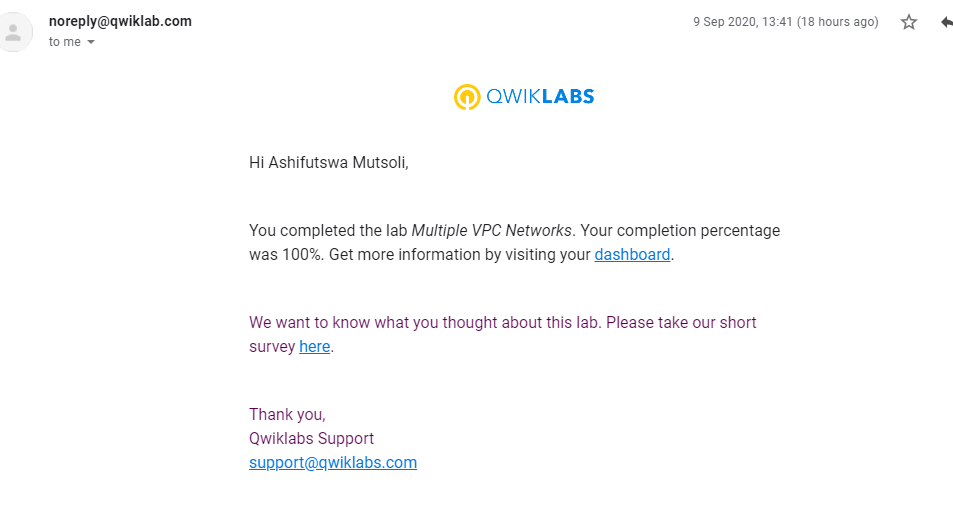 noreply@qwiklab.com
9 Sep 2020, 13:41 (18 hours ago)
to me
QWIKLABS
Hi Ashifutswa Mutsoli,
You completed the lab Multiple VPC Networks. Your completion percentage
was 100%. Get more information by visiting your dashboard.
We want to know what you thought about this lab. Please take our short
survey here.
Thank you,
Qwiklabs Support
support@qwiklabs.com